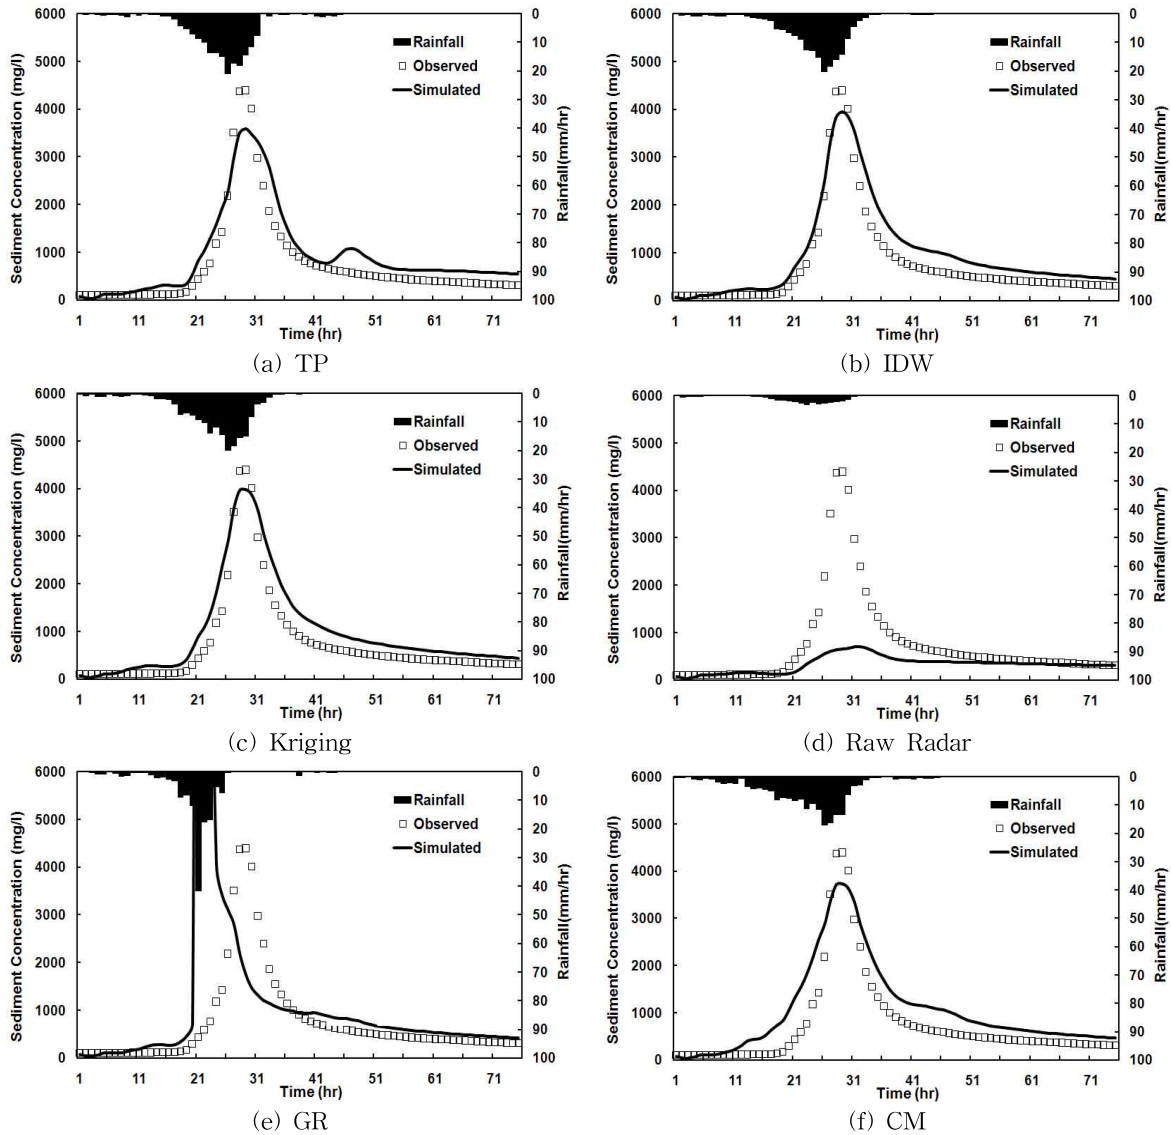 6000
5000
4000
3000
2000
1000
0
Sediment Concentration (mg/l)
0
10
20
30
40
50
60
70
80
90
100
Rainfall(mm/hr)
Rainfall
Observed
Simulated
1 11 21 31 41 51 61 71
Time (hr)
(a) TP
6000
5000
4000
3000
2000
1000
0
Sediment Concentration (mg/l)
0
10
20
30
40
50
60
70
80
90
100
Rainfall(mm/hr)
Rainfall
Observed
Simulated
1 11 21 31 41 51 61 71
Time (hr)
(b) IDW
6000
5000
4000
3000
2000
1000
0
Sediment Concentration (mg/l)
0
10
20
30
40
50
60
70
80
90
100
Rainfall(mm/hr)
Rainfall
Observed
Simulated
1 11 21 31 41 51 61 71
Time (hr)
(c) Kriging
6000
5000
4000
3000
2000
1000
0
Sediment Concentration (mg/l)
0
10
20
30
40
50
60
70
80
90
100
Rainfall(mm/hr)
Rainfall
Observed
Simulated
1 11 21 31 41 51 61 71
Time (hr)
(d) Raw Radar
6000
5000
4000
3000
2000
1000
0
Sediment Concentration (mg/l)
0
10
20
30
40
50
60
70
80
90
100
Rainfall(mm/hr)
Rainfall
Observed
Simulated
1 11 21 31 41 51 61 71
Time (hr)
(e) GR
6000
5000
4000
3000
2000
1000
0
Sediment Concentration (mg/l)
0
10
20
30
40
50
60
70
80
90
100
Rainfall(mm/hr)
Rainfall
Observed
Simulated
1 11 21 31 41 51 61 71
Time (hr)
(f) CM